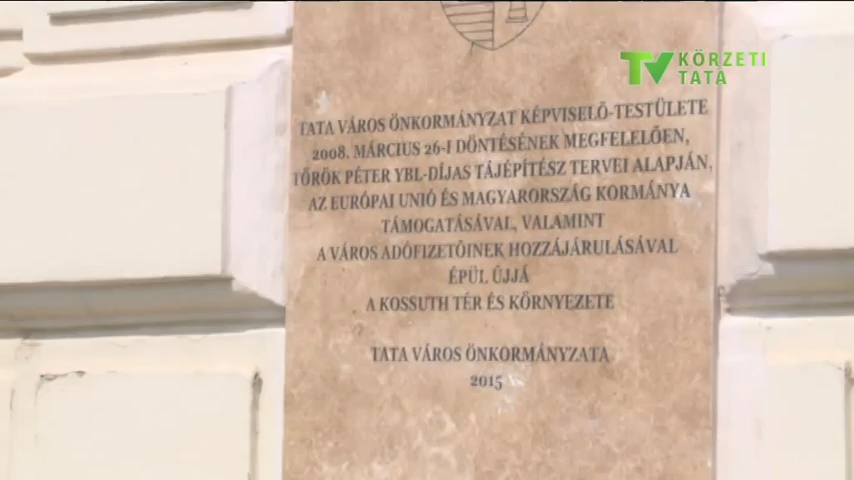 TV KÖRZETI
TATA
TATA VÁROS ÖNKORMÁNYZAT KÉPVISELŐ-TESTÜLETE
2008. MÁRCIUS 26-I DÖNTÉSÉNEK MEGFELELŐEN,
TÖRÖK PÉTER YBL-DÍJAS TÁJÉPÍTÉSZ TERVEI ALAPJÁN,
AZ EURÓPAI UNIÓ ÉS MAGYARORSZÁG KORMÁNYA
TÁMOGATÁSÁVAL, VALAMINT
A VÁROS ADÓFIZETŐINEK HOZZÁJÁRULÁSÁVAL
ÉPÜL ÚJJÁ
A KOSSUTH TÉR ÉS KÖRNYEZETE
TATA VÁROS ÖNKORMÁNYZATA
2015